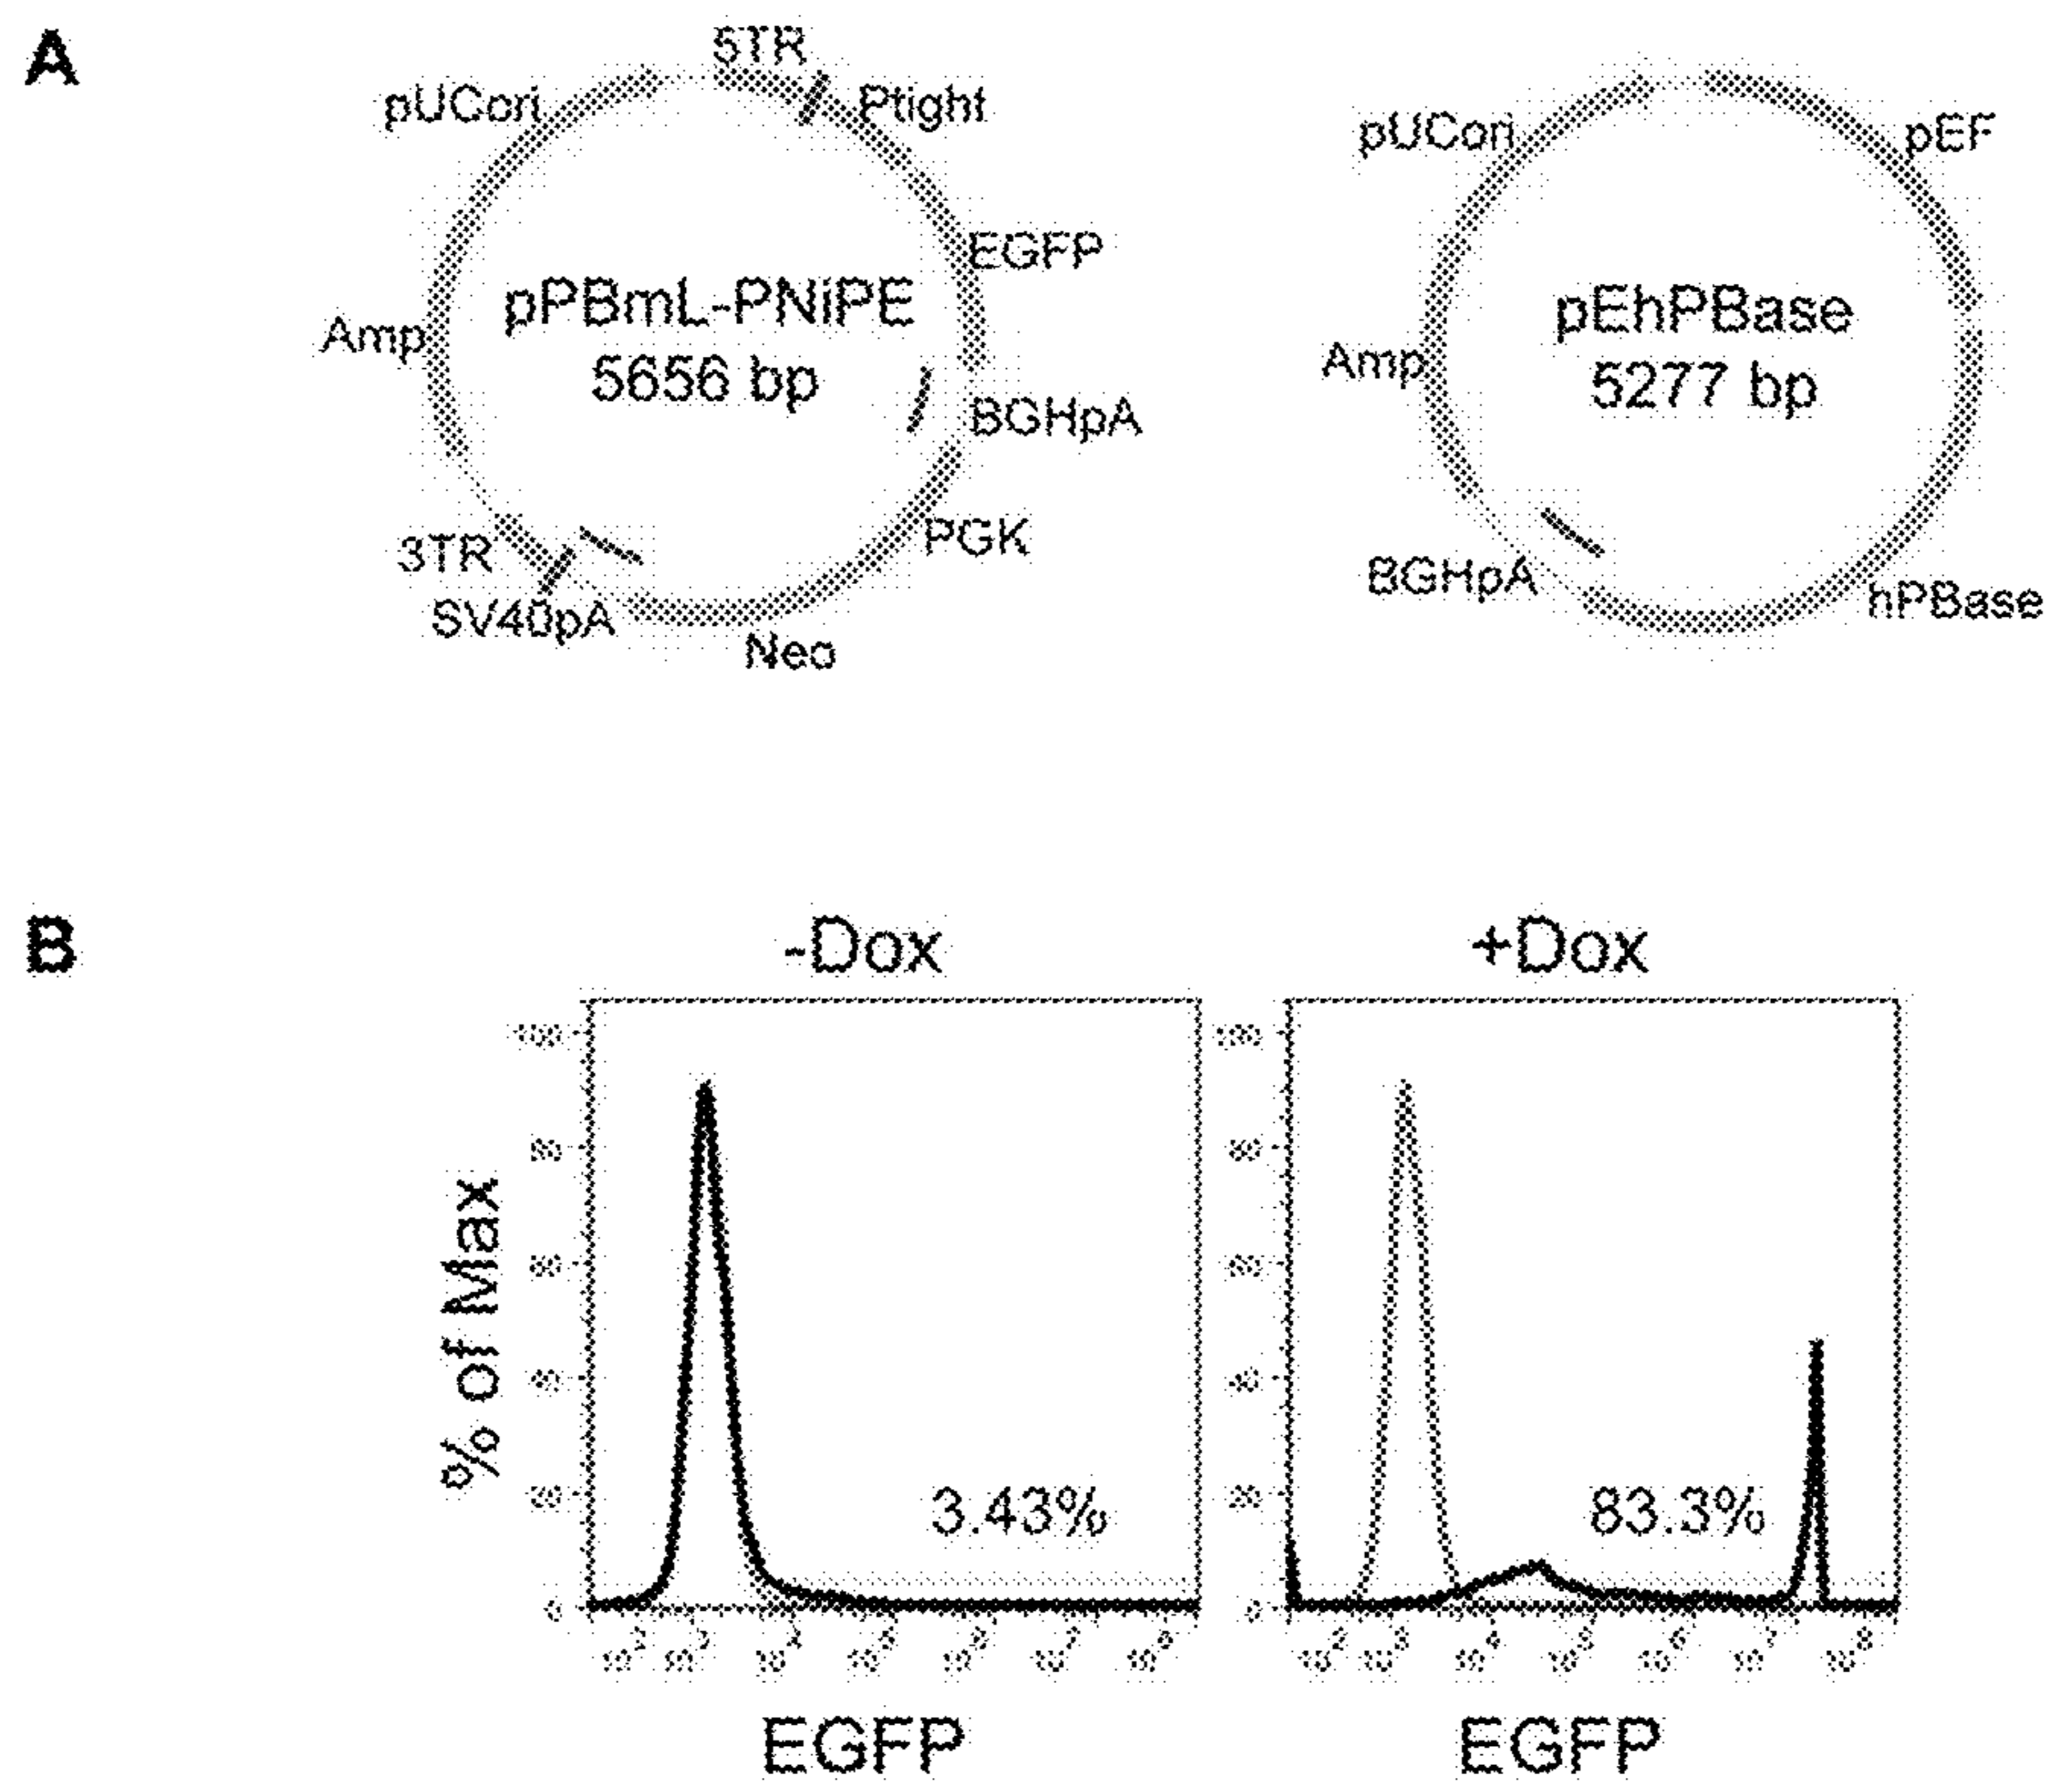 A
5TR
pUCori
Ptight
EGFP
pPBmL-PNiPE
5656 bp
Amp
BGHpA
PGK
3TR
SV40pA
Neo
pUCori
pEF
pEhPBase
5277 bp
Amp
BGHpA
hPBase
B
-Dox
+Dox
% of Max
3.43%
83.3%
EGFP
EGFP